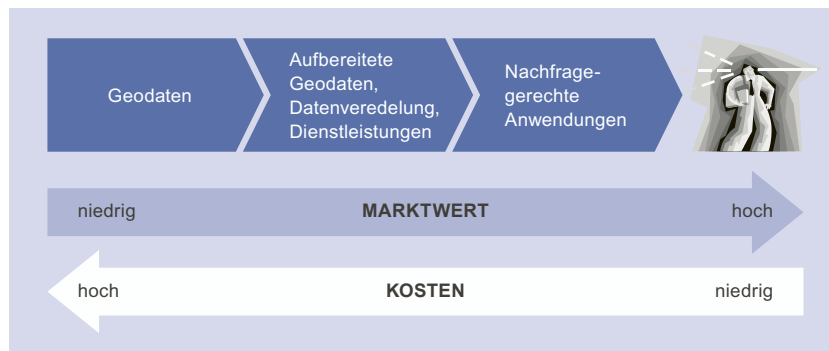 Geodaten
Aufbereitete
Geodaten,
Datenveredelung,
Dienstleistungen
Nachfrage-
gerechte
Anwendungen
niedrig MARKTWERT hoch
hoch KOSTEN niedrig